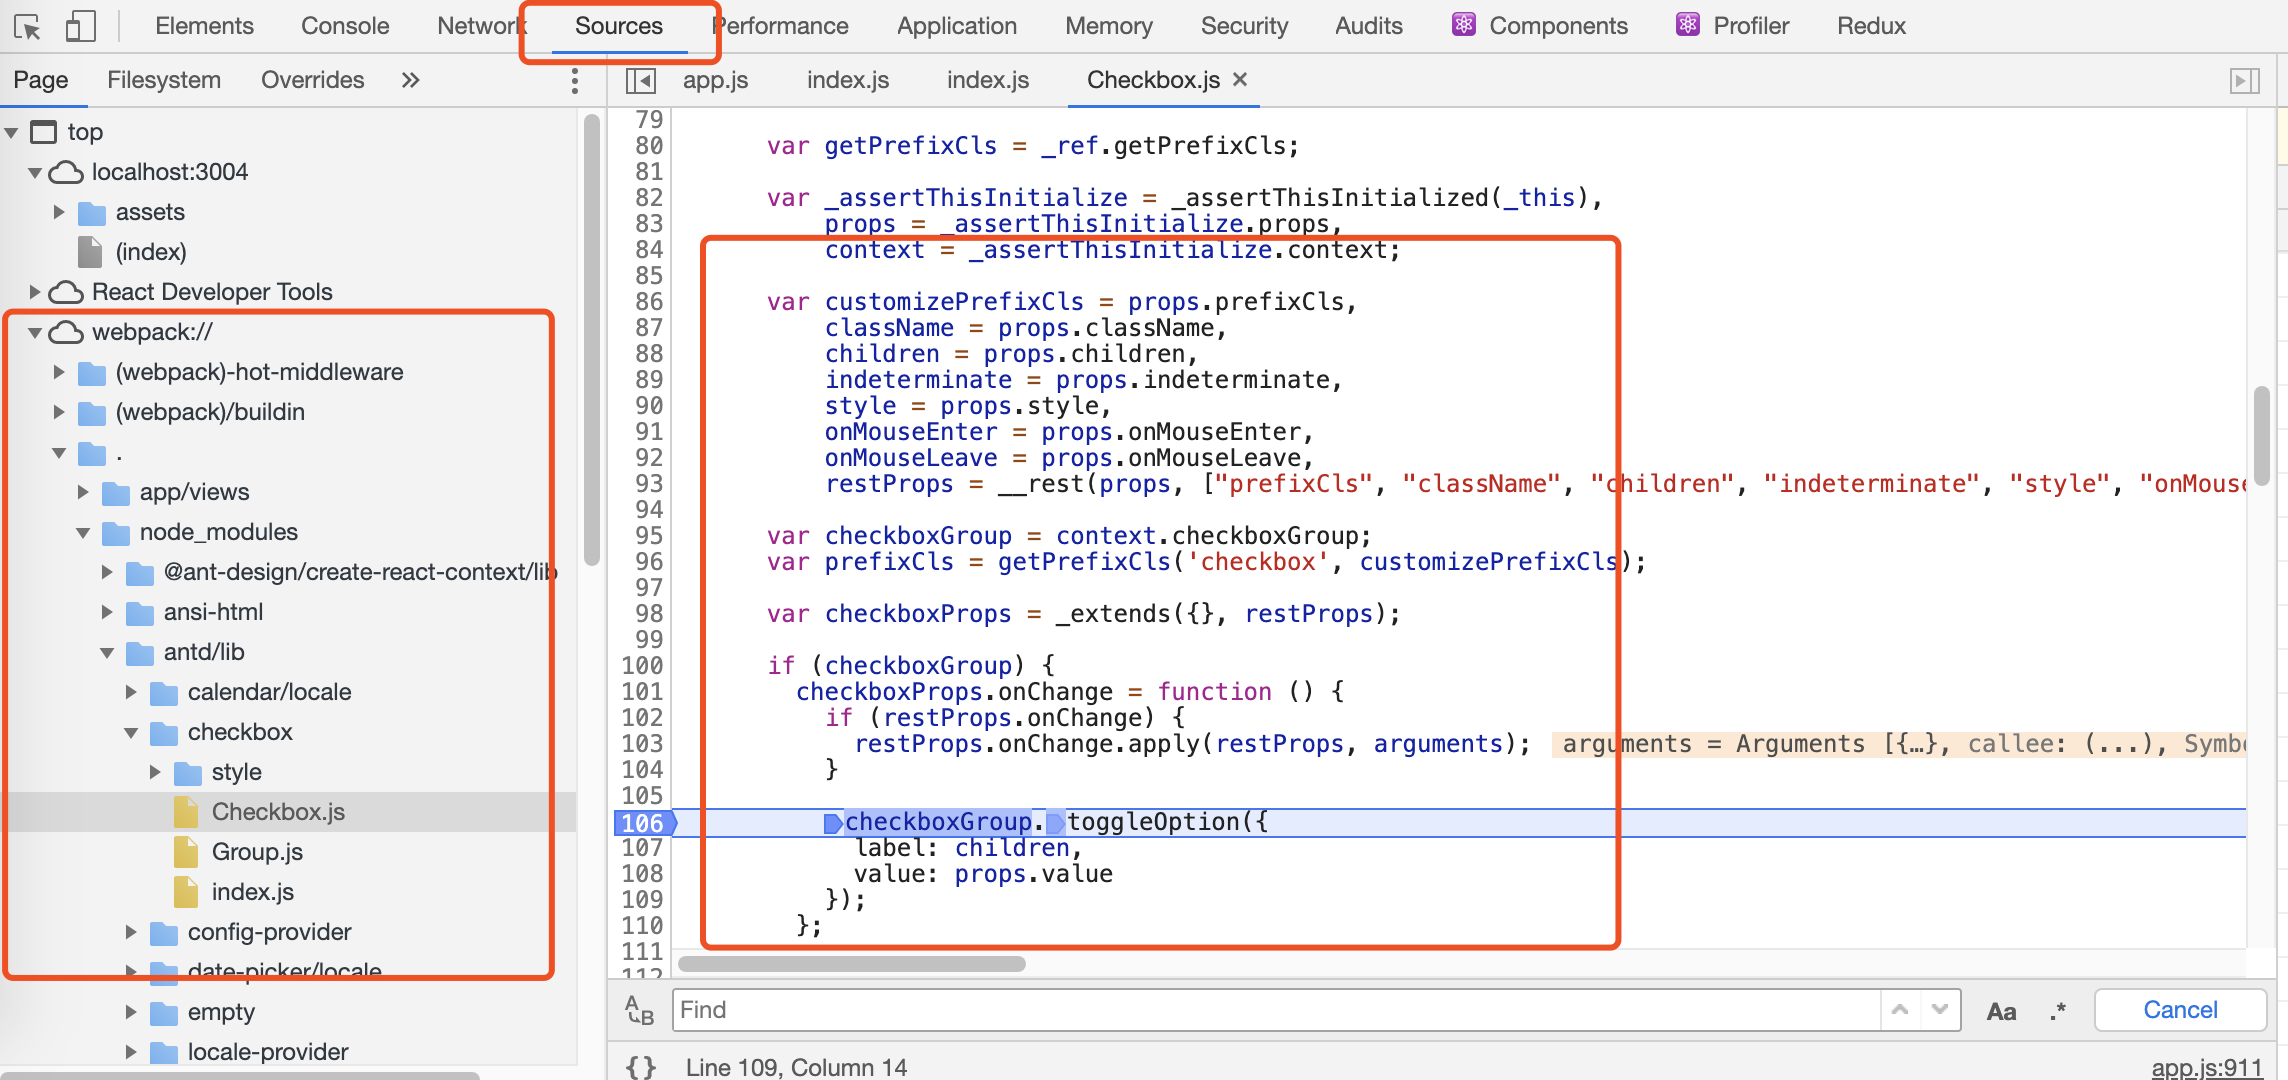 Elements Console Network Sources Performance Application Memory Security Audits Components Profiler Redux
Page Filesystem Overrides »
app.js index.js index.js Checkbox.js ×
top
localhost:3004
assets
(index)
React Developer Tools
webpack://
(webpack)-hot-middleware
(webpack)/buildin
.
app/views
node_modules
@ant-design/create-react-context/lib
ansi-html
antd/lib
calendar/locale
checkbox
style
Checkbox.js
Group.js
index.js
config-provider
date-picker/locale
empty
locale-provider
79
80 var getPrefixCls = _ref.getPrefixCls;
81
82 var _assertThisInitialize = _assertThisInitialized(_this),
83 props = _assertThisInitialize.props,
84 context = _assertThisInitialize.context;
85
86 var customizePrefixCls = props.prefixCls,
87 className = props.className,
88 children = props.children,
89 indeterminate = props.indeterminate,
90 style = props.style,
91 onMouseEnter = props.onMouseEnter,
92 onMouseLeave = props.onMouseLeave,
93 restProps = __rest(props, ["prefixCls", "className", "children", "indeterminate", "style", "onMouse
94
95 var checkboxGroup = context.checkboxGroup;
96 var prefixCls = getPrefixCls('checkbox', customizePrefixCls);
97
98 var checkboxProps = _extends({}, restProps);
99
100 if (checkboxGroup) {
101 checkboxProps.onChange = function () {
102 if (restProps.onChange) {
103 restProps.onChange.apply(restProps, arguments); arguments = Arguments [{…}, callee: (...), Symbo
104 }
105
106 checkboxGroup.toggleOption({
107 label: children,
108 value: props.value
109 });
110 };
111
112
A B Find Aa .* Cancel
{} Line 109, Column 14 app.js:911